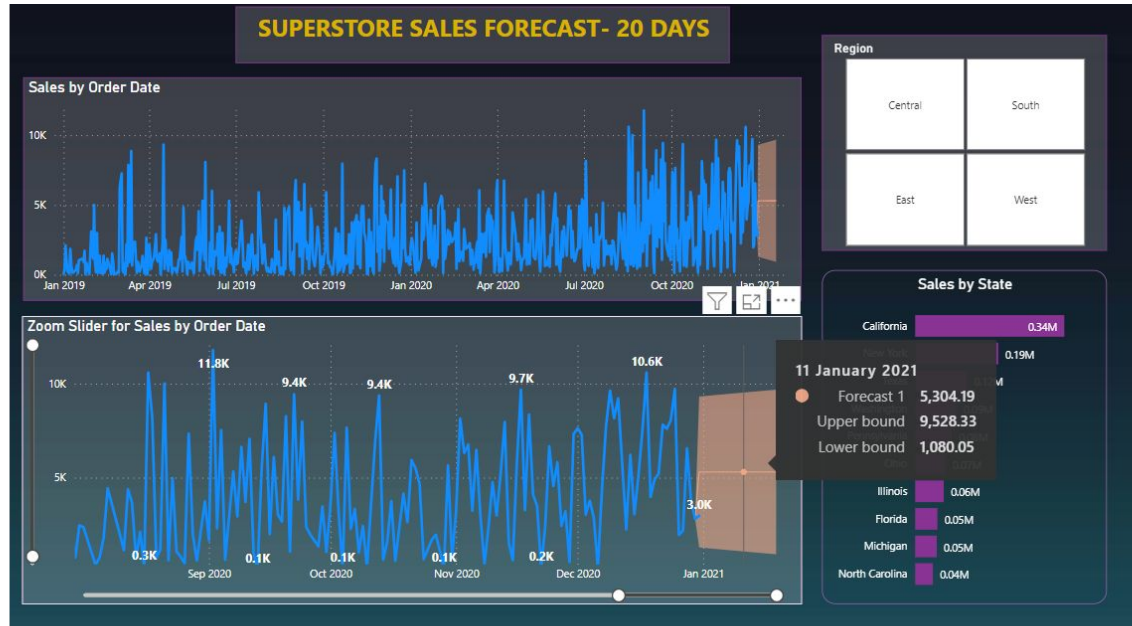 SUPERSTORE SALES FORECAST- 20 DAYS
Sales by Order Date
10K
5K
0K
Jan 2019 Apr 2019 Jul 2019 Oct 2019 Jan 2020 Apr 2020 Jul 2020 Oct 2020 Jan 2021
Region
Central South
East West
Zoom Slider for Sales by Order Date
10K
5K
11.8K
9.4K
9.4K
9.7K
10.6K
3.0K
0.3K
0.1K
0.1K
0.1K
0.2K
Sep 2020 Oct 2020 Nov 2020 Dec 2020 Jan 2021
11 January 2021
Forecast 1 5,304.19
Upper bound 9,528.33
Lower bound 1,080.05
Sales by State
California 0.34M
New York 0.19M
Ohio 0.07M
Illinois 0.06M
Florida 0.05M
Michigan 0.05M
North Carolina 0.04M